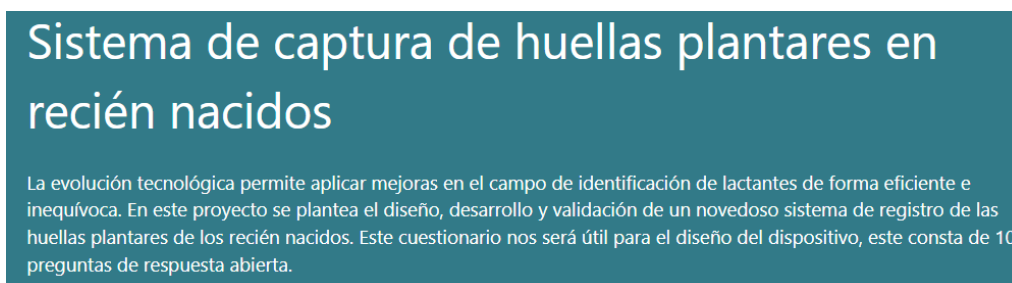 Sistema de captura de huellas plantares en
recién nacidos
La evolución tecnológica permite aplicar mejoras en el campo de identificación de lactantes de forma eficiente e
inequívoca. En este proyecto se plantea el diseño, desarrollo y validación de un novedoso sistema de registro de las
huellas plantares de los recién nacidos. Este cuestionario nos será útil para el diseño del dispositivo, este consta de 10
preguntas de respuesta abierta.